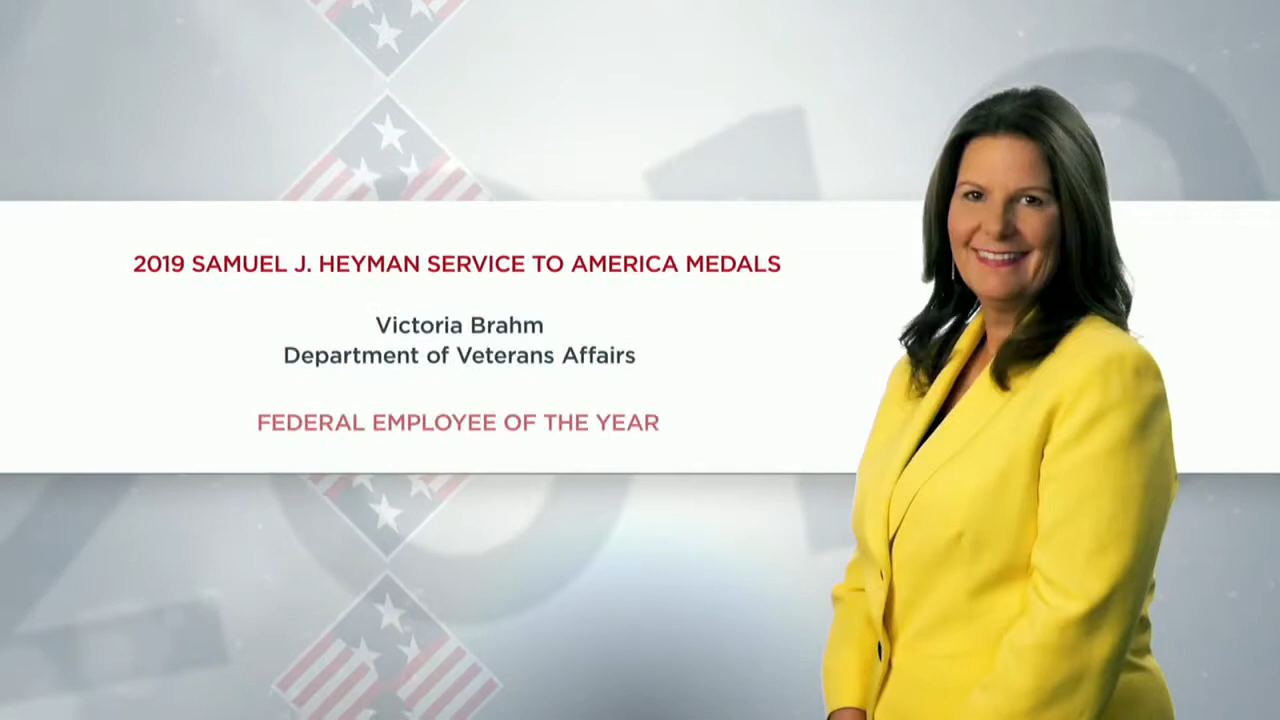 2019 SAMUEL J. HEYMAN SERVICE TO AMERICA MEDALS
Victoria Brahm
Department of Veterans Affairs
FEDERAL EMPLOYEE OF THE YEAR